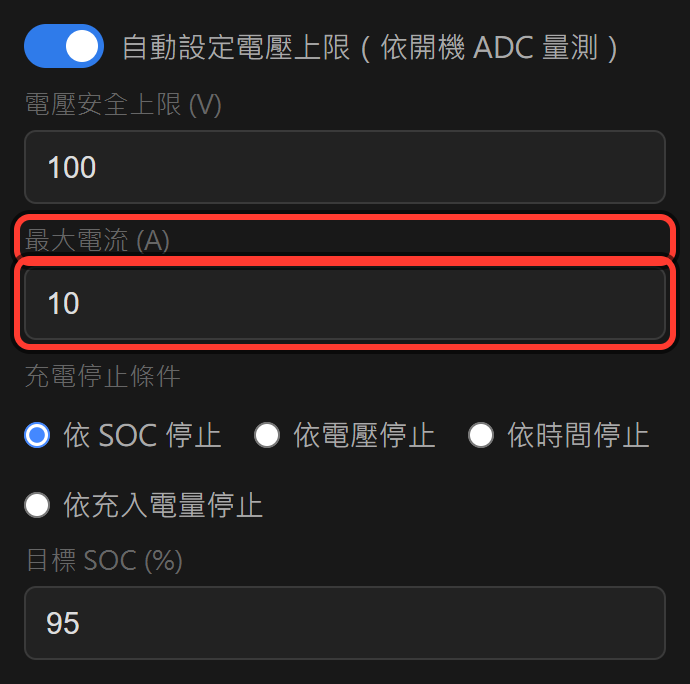 自動設定電壓上限（依開機 ADC 量測）
電壓安全上限 (V)
100
最大電流 (A)
10
充電停止條件
依 SOC 停止 依電壓停止 依時間停止
依充入電量停止
目標 SOC (%)
95